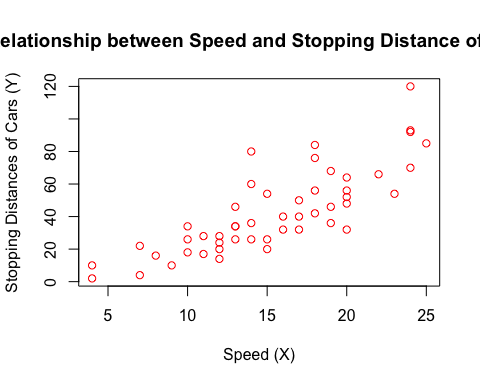 elationship between Speed and Stopping Distance of
Stopping Distances of Cars (Y)
120
80
60
40
20
0
5 10 15 20 25
Speed (X)